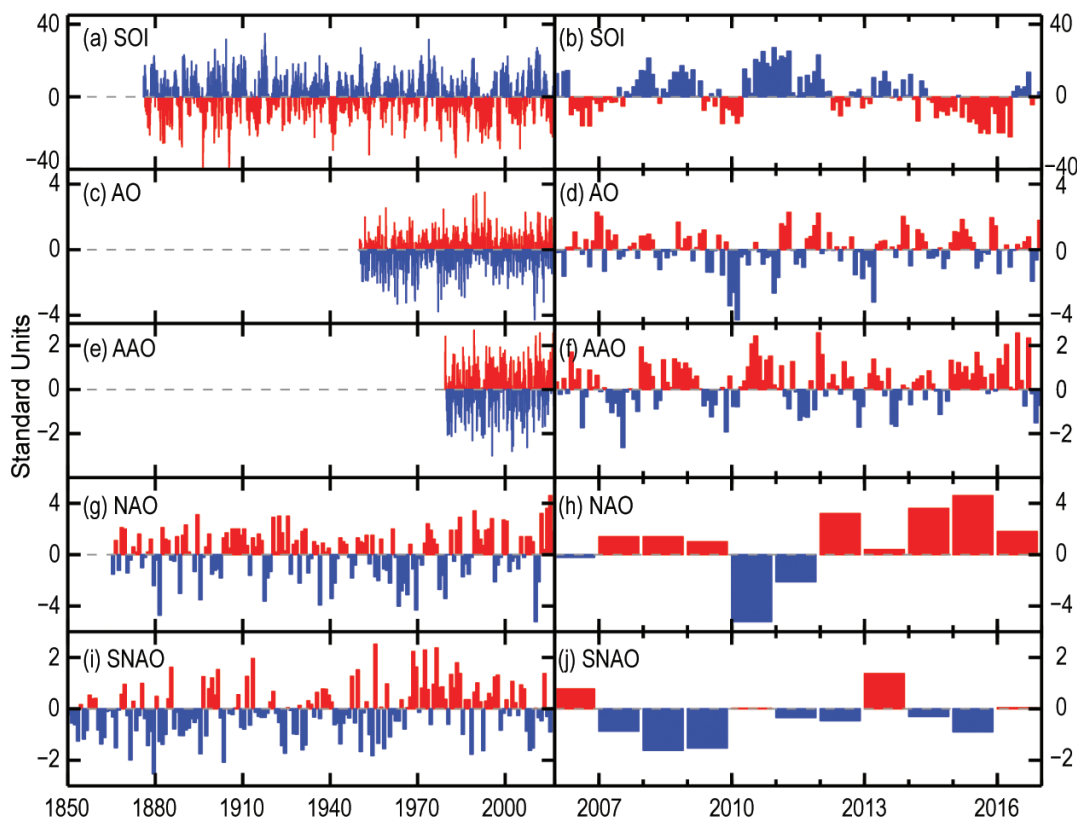 40 (a) SOI (b) SOI 40
0 0
−40 −40
4 (c) AO (d) AO 4
0 0
−4 −4
2 (e) AAO (f) AAO 2
0 0
−2 −2
Standard Units
4 (g) NAO (h) NAO 4
0 0
−4 −4
2 (i) SNAO (j) SNAO 2
0 0
−2 −2
1850 1880 1910 1940 1970 2000 2007 2010 2013 2016